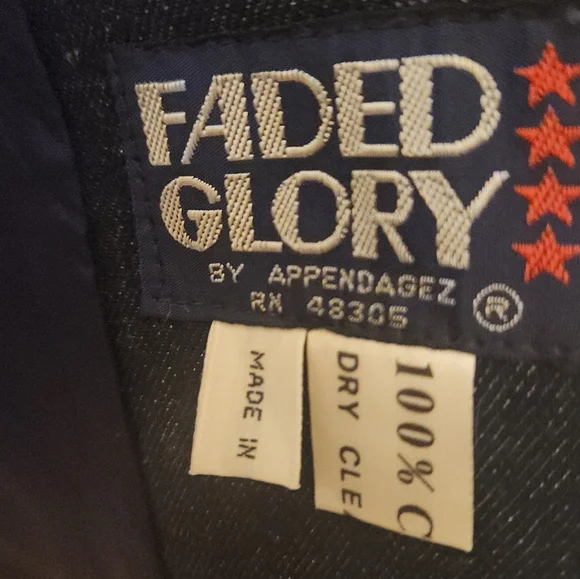 FADED
GLORY
BY APPENDAGEZ
RN 48305
®
MADE IN
100% C
DRY CLE